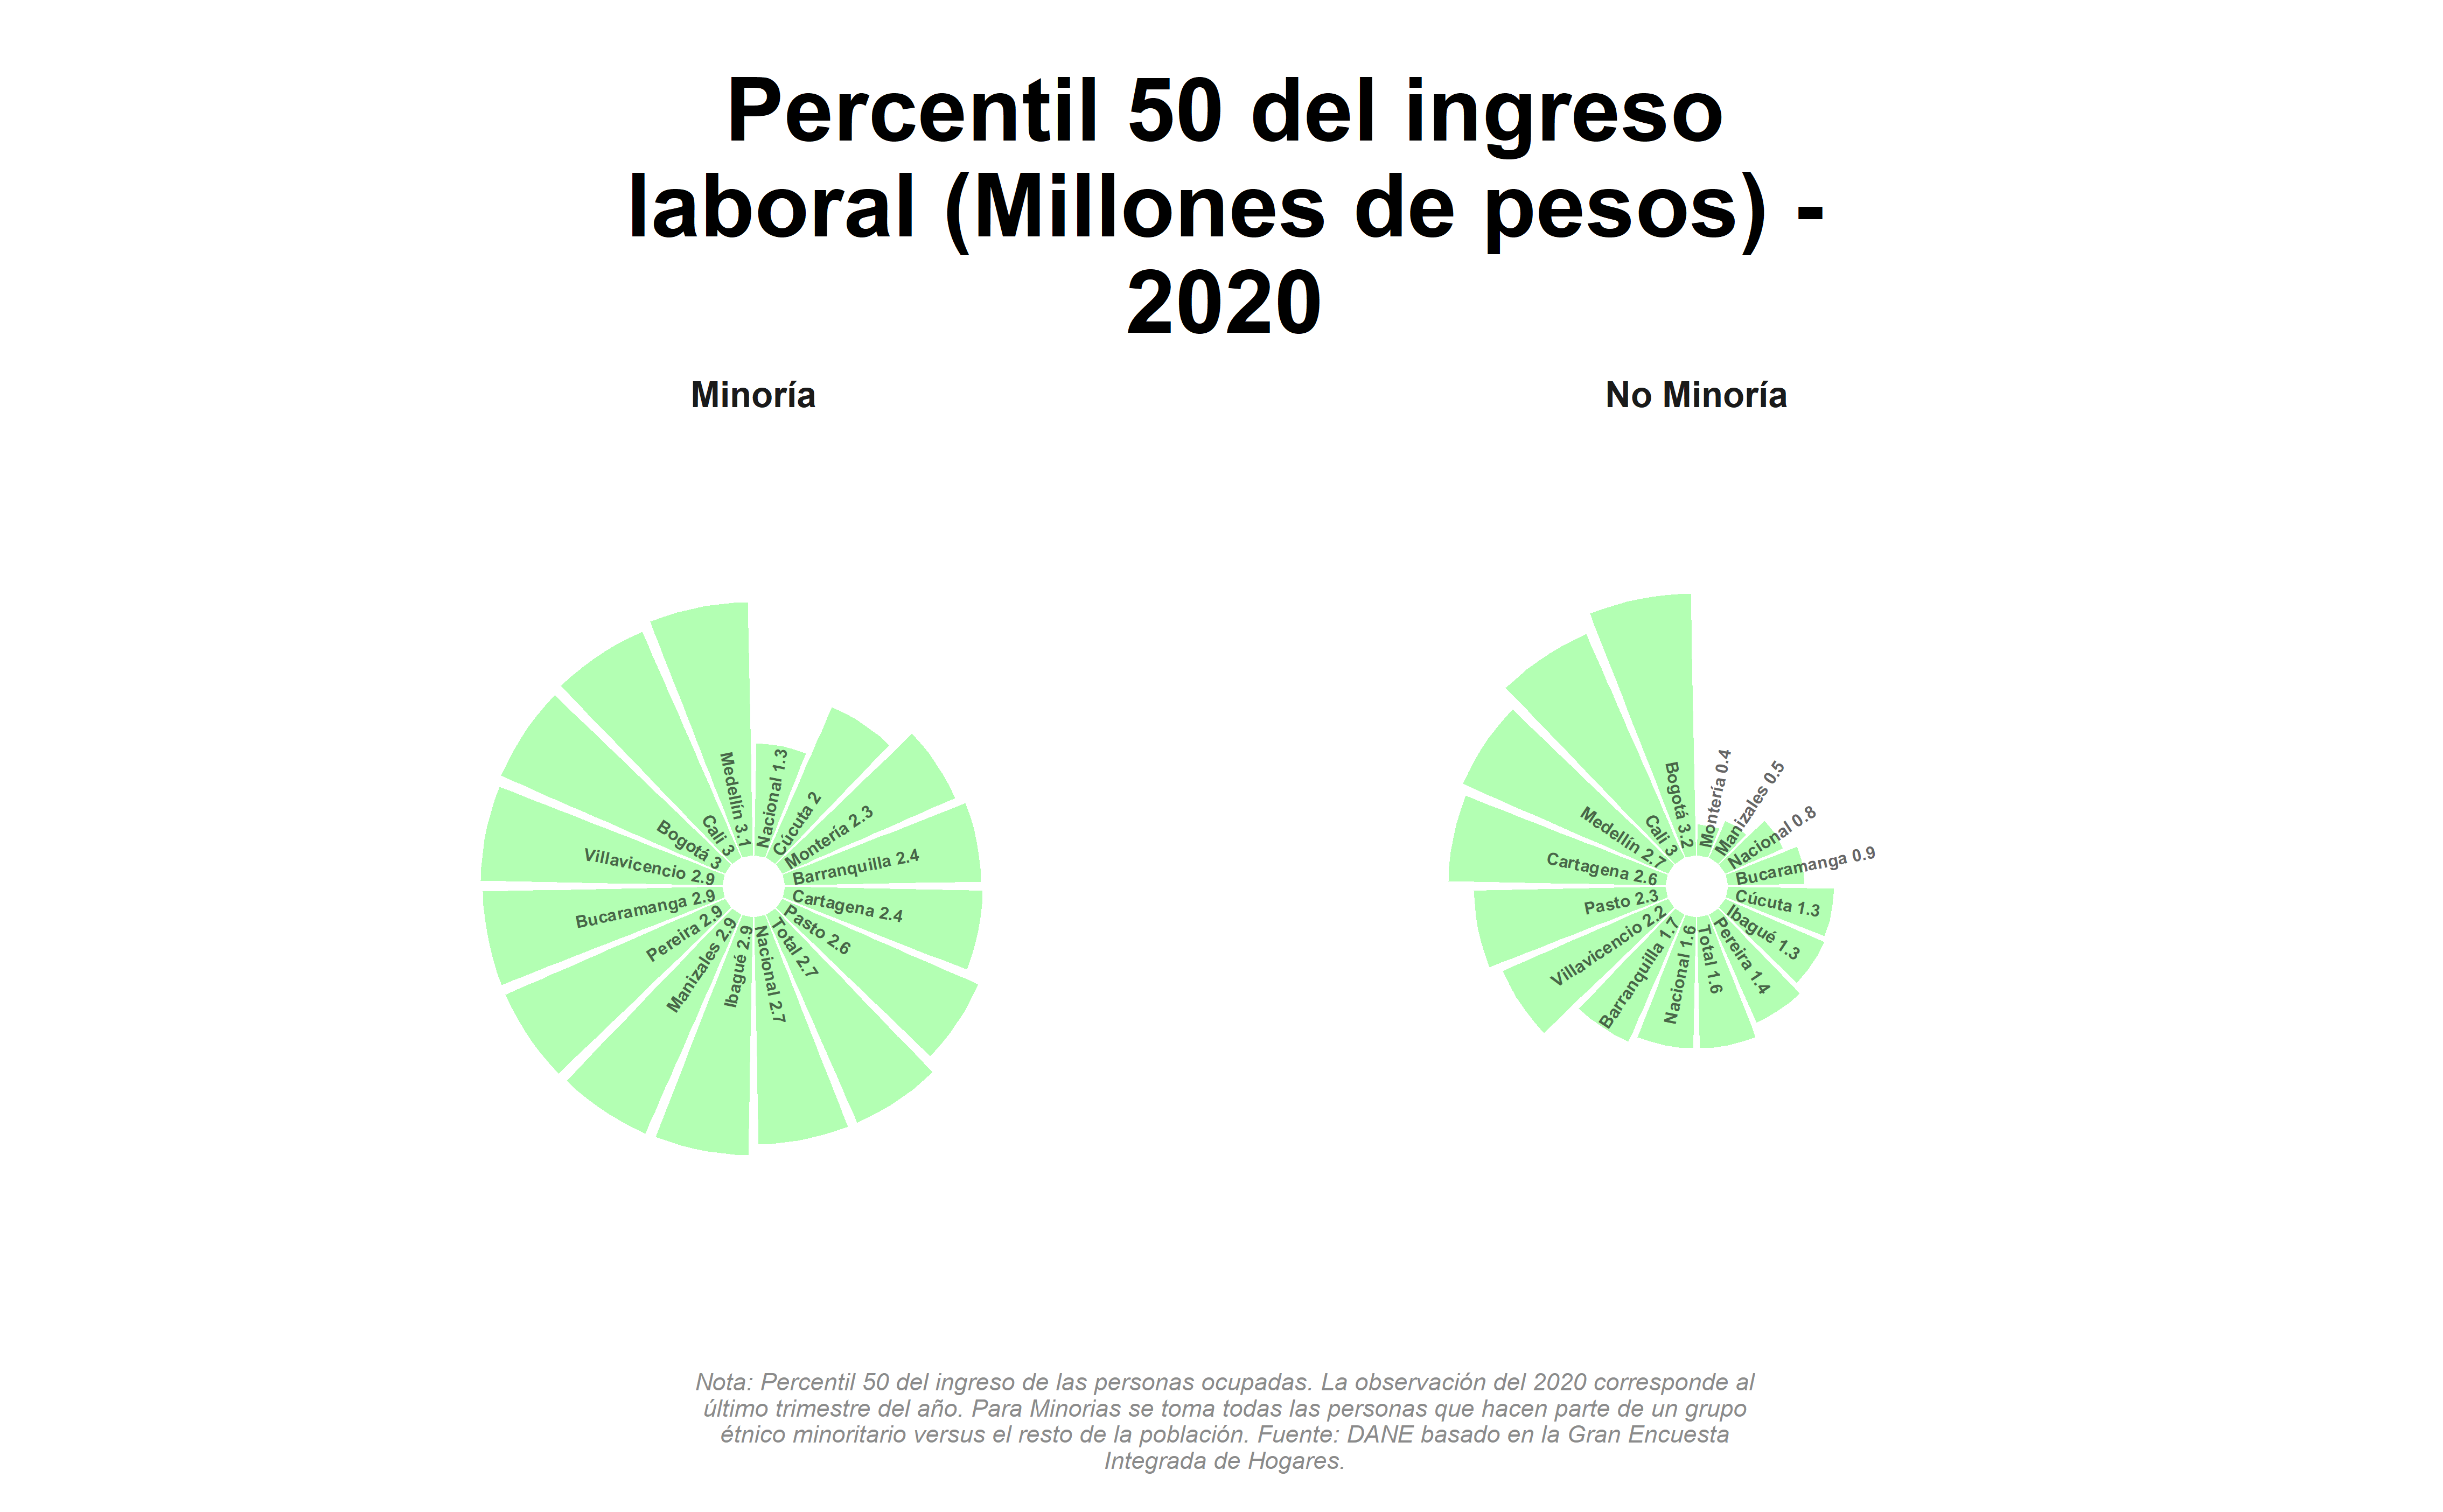 Percentil 50 del ingreso
laboral (Millones de pesos) -
2020
Minoría
Nacional 1.3
Cúcuta 2
Montería 2.3
Barranquilla 2.4
Cartagena 2.4
Pasto 2.6
Total 2.7
Nacional 2.7
Ibagué 2.9
Manizales 2.9
Pereira 2.9
Bucaramanga 2.9
Villavicencio 2.9
Bogotá 3
Cali 3
Medellín 3.1
No Minoría
Montería 0.4
Manizales 0.5
Nacional 0.8
Bucaramanga 0.9
Cúcuta 1.3
Ibagué 1.3
Pereira 1.4
Total 1.6
Nacional 1.6
Barranquilla 1.7
Villavicencio 2.2
Pasto 2.3
Cartagena 2.6
Medellín 2.7
Cali 3
Bogotá 3.2
Nota: Percentil 50 del ingreso de las personas ocupadas. La observación del 2020 corresponde al
último trimestre del año. Para Minorias se toma todas las personas que hacen parte de un grupo
étnico minoritario versus el resto de la población. Fuente: DANE basado en la Gran Encuesta
Integrada de Hogares.